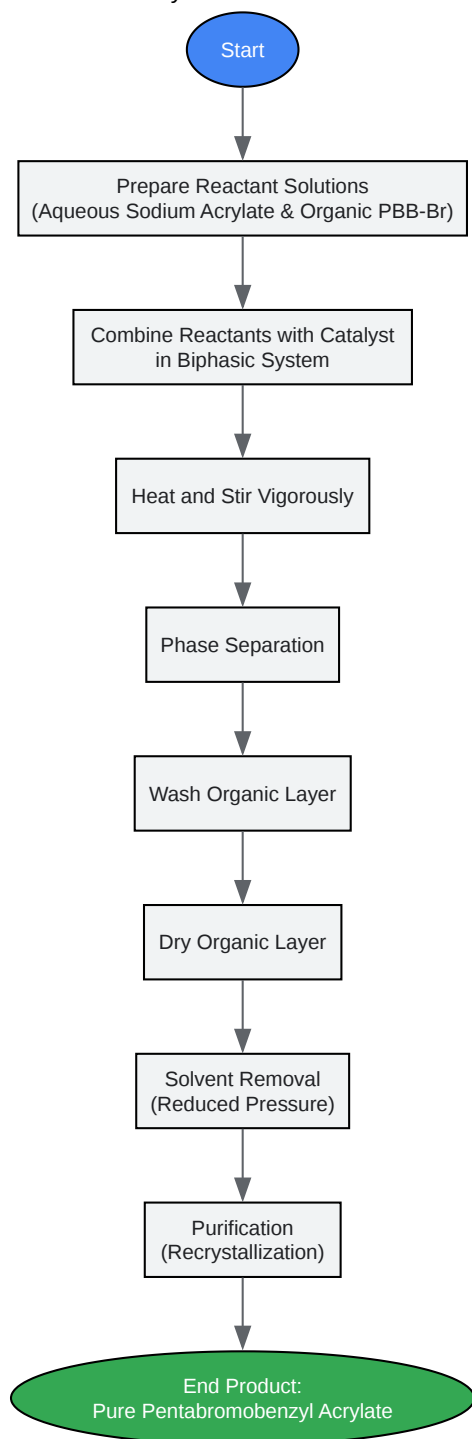 Start
Prepare Reactant Solutions
(Aqueous Sodium Acrylate & Organic PBB-Br)
Combine Reactants with Catalyst
in Biphasic System
Heat and Stir Vigorously
Phase Separation
Wash Organic Layer
Dry Organic Layer
Solvent Removal
(Reduced Pressure)
Purification
(Recrystallization)
End Product:
Pure Pentabromobenzyl Acrylate